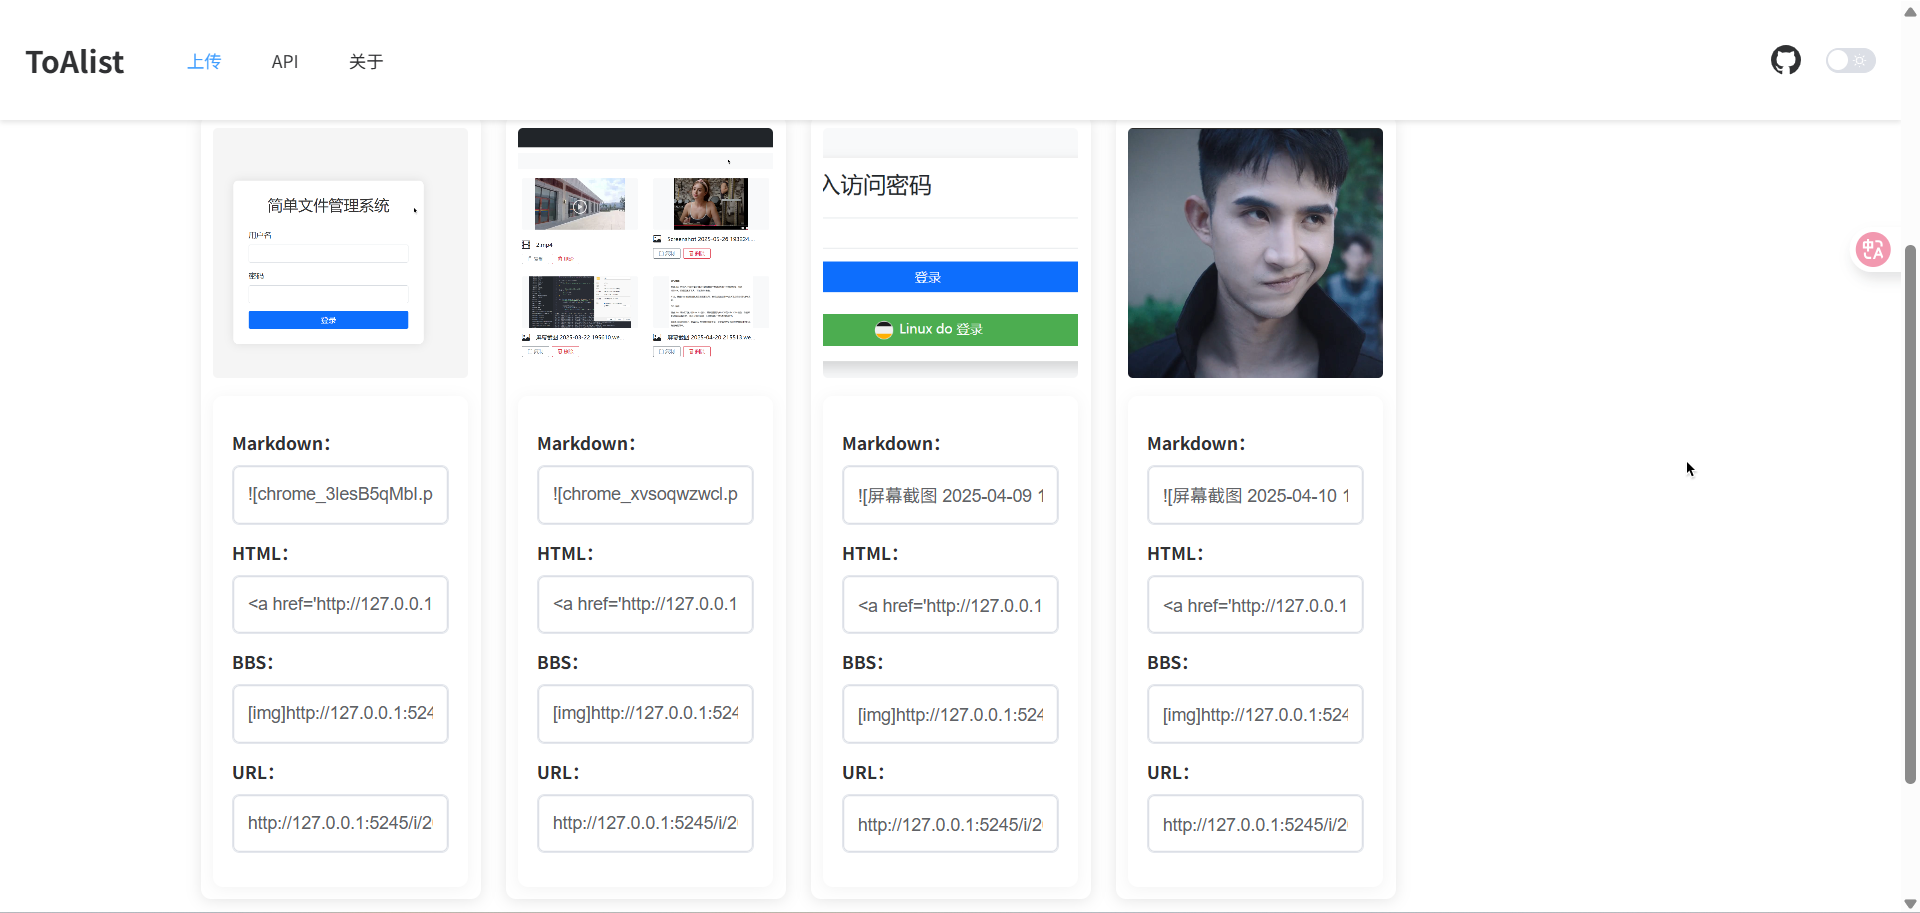 ToAlist
上传
API
关于
简单文件管理系统
用户名
密码
登录
2.mp4
Screenshot 2025-05-26 193624...
入访问密码
登录
Linux do 登录
Markdown：
![chrome_3lesB5qMbl.p
HTML：
<a href='http://127.0.0.1
BBS：
[img]http://127.0.0.1:524
URL：
http://127.0.0.1:5245/i/2
Markdown：
![chrome_xvsoqwzwcl.p
HTML：
<a href='http://127.0.0.1
BBS：
[img]http://127.0.0.1:524
URL：
http://127.0.0.1:5245/i/2
Markdown：
![屏幕截图 2025-04-09 1
HTML：
<a href='http://127.0.0.1
BBS：
[img]http://127.0.0.1:524
URL：
http://127.0.0.1:5245/i/2
Markdown：
![屏幕截图 2025-04-10 1
HTML：
<a href='http://127.0.0.1
BBS：
[img]http://127.0.0.1:524
URL：
http://127.0.0.1:5245/i/2